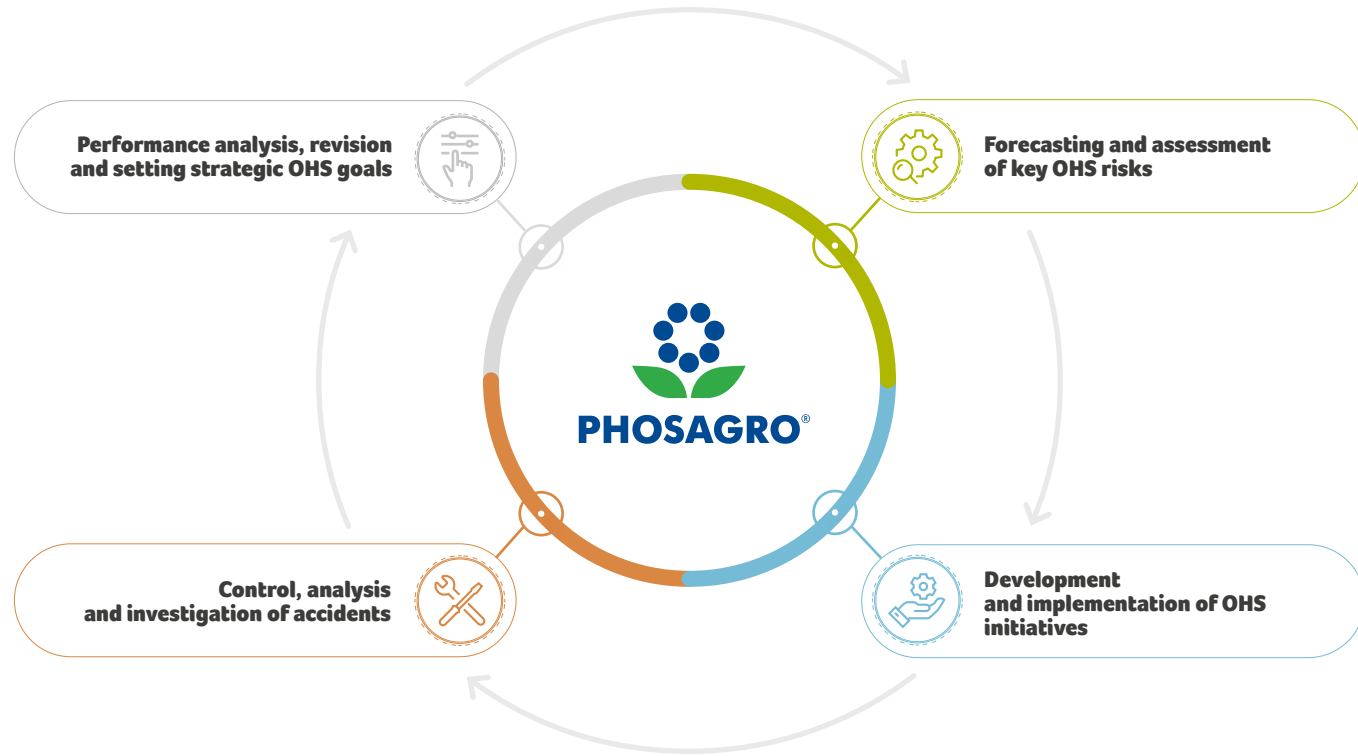 Performance analysis, revision
and setting strategic OHS goals
Forecasting and assessment
of key OHS risks
PHOSAGRO®
Control, analysis
and investigation of accidents
Development
and implementation of OHS
initiatives